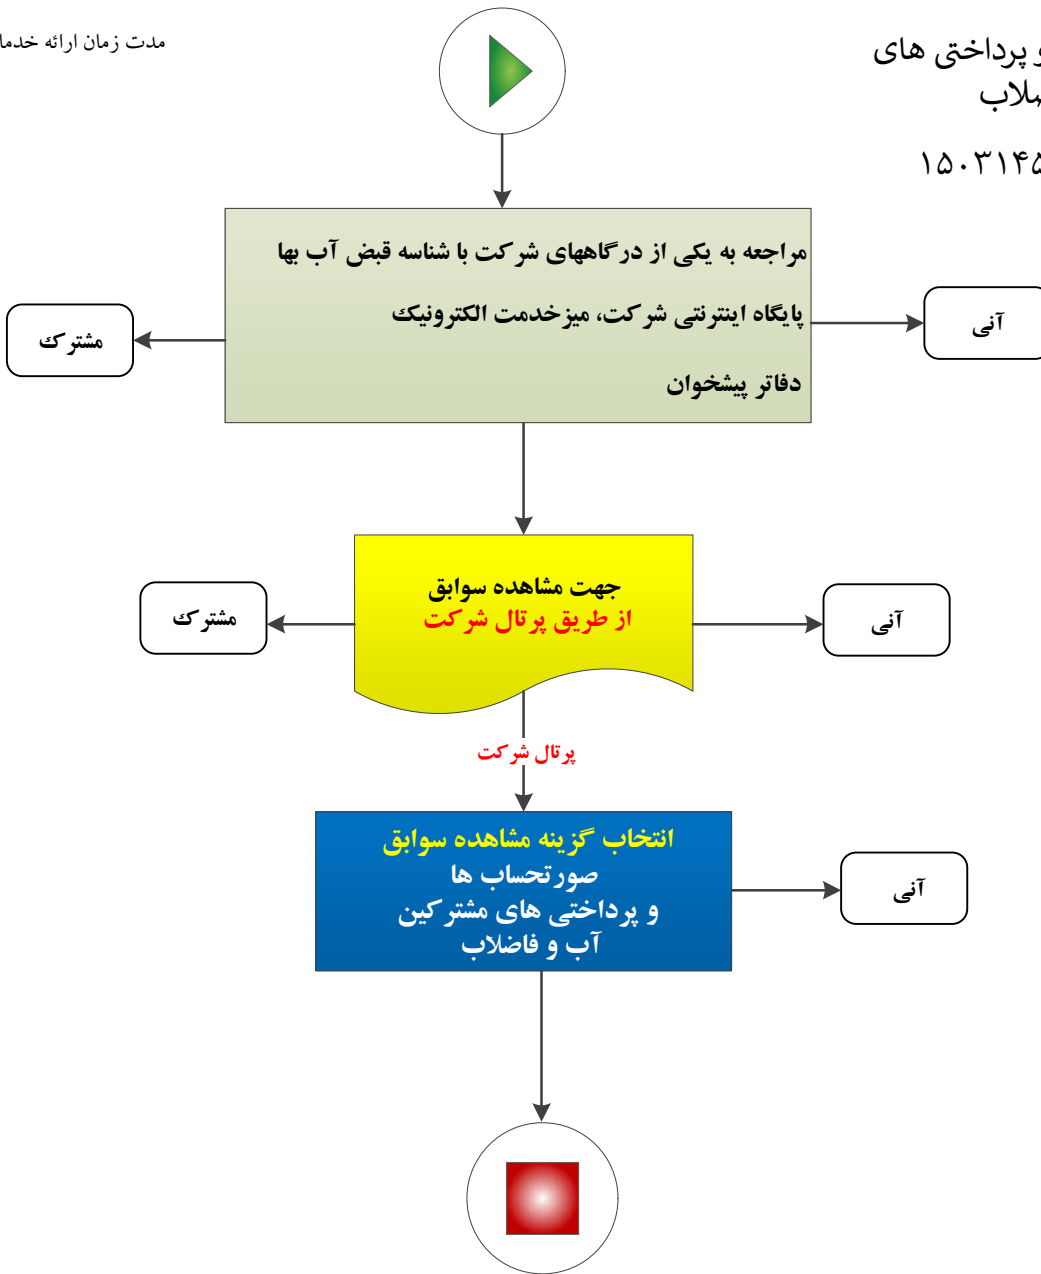 و پرداختی های
۱۵۰۳۱۴۵
مدت زمان ارائه
مراجعه به یکی از درگاههای شرکت با شناسه قبض آب بها
پایگاه اینترنتی شرکت، میزخدمت الکترونیک
دفاتر پیشخوان
آنی
مشترک
جهت مشاهده سوابق
از طریق پرتال شرکت
آنی
مشترک
پرتال شرکت
انتخاب گزینه مشاهده سوابق
صورتحساب ها
و پرداختی های مشترکین
آب و فاضلاب
آنی